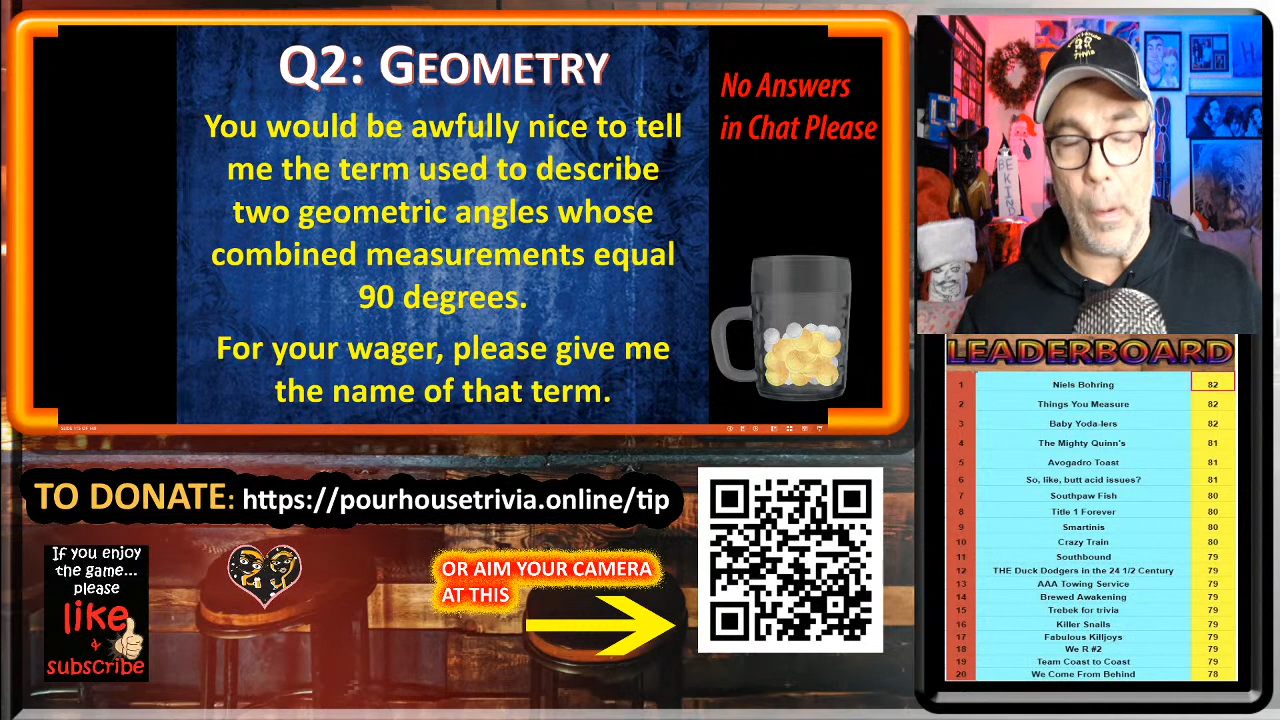 Q2: GEOMETRY
You would be awfully nice to tell
me the term used to describe
two geometric angles whose
combined measurements equal
90 degrees.
For your wager, please give me
the name of that term.
No Answers
in Chat Please
TO DONATE: https://pourhousetrivia.online/tip
If you enjoy
the game...
please
like
&
subscribe
OR AIM YOUR CAMERA
AT THIS
BE
KIND
LEADERBOARD
1 Niels Bohring 82
2 Things You Measure 82
3 Baby Yoda-lers 82
4 The Mighty Quinn's 81
5 Avogadro Toast 81
6 So, like, butt acid issues? 81
7 Southpaw Fish 80
8 Title 1 Forever 80
9 Smartinis 80
10 Crazy Train 80
11 Southbound 79
12 THE Duck Dodgers in the 24 1/2 Century 79
13 AAA Towing Service 79
14 Brewed Awakening 79
15 Trebek for trivia 79
16 Killer Snails 79
17 Fabulous Killjoys 79
18 We R #2 79
19 Team Coast to Coast 79
20 We Come From Behind 78